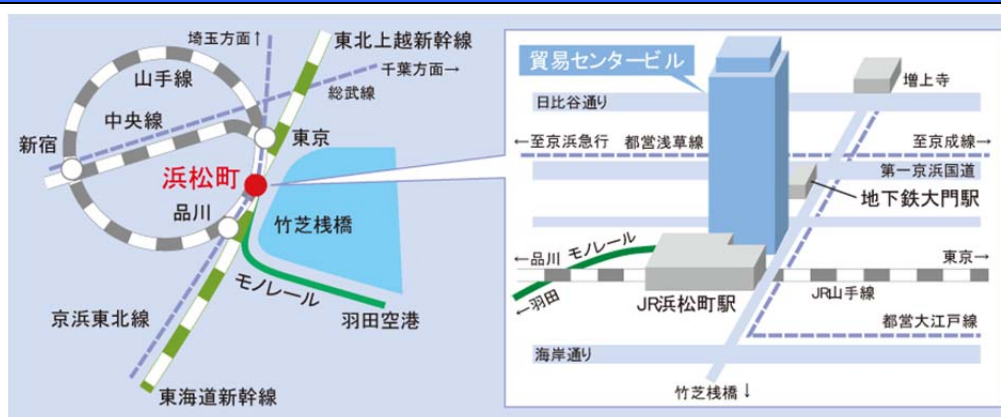 埼玉方面↑
東北上越新幹線
山手線
千葉方面→
総武線
中央線
新宿
東京
浜松町
品川
竹芝桟橋
モノレール
羽田空港
京浜東北線
東海道新幹線
貿易センタービル
増上寺
日比谷通り
←至京浜急行
都営浅草線
至京成線→
第一京浜国道
地下鉄大門駅
←品川
モノレール
東京→
←羽田
JR浜松町駅
JR山手線
都営大江戸線
海岸通り
竹芝桟橋↓